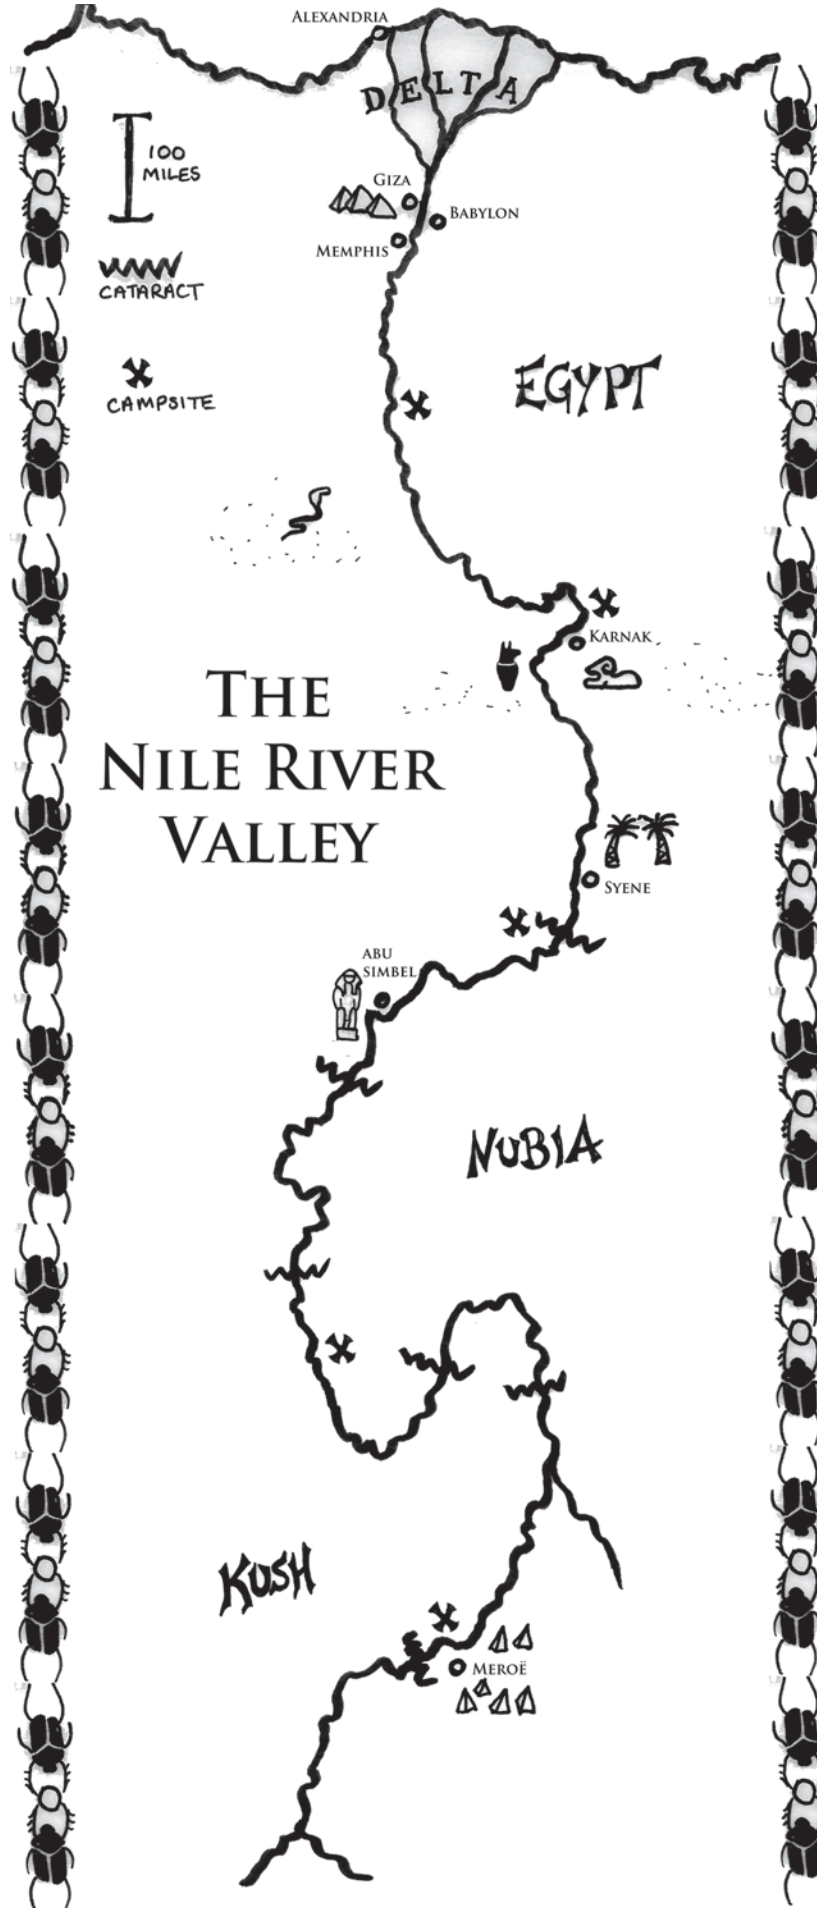 ALEXANDRIA
DELTA
100
MILES
GIZA
BABYLON
MEMPHIS
CATARACT
EGYPT
CAMPSITE
KARNAK
THE
NILE RIVER
VALLEY
SYENE
ABU
SIMBEL
NUBIA
KUSH
MEROË